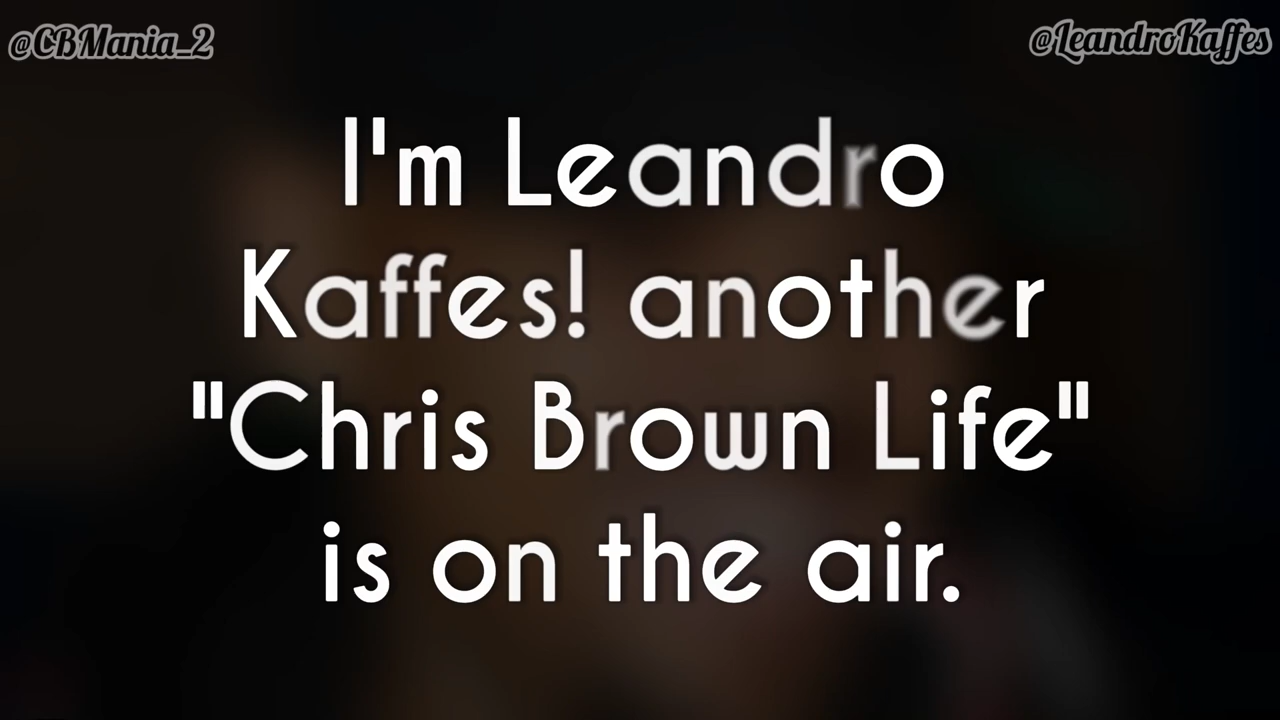 @CBMania_2
@LeandroKaffes
I'm Leandro
Kaffes! another
"Chris Brown Life"
is on the air.